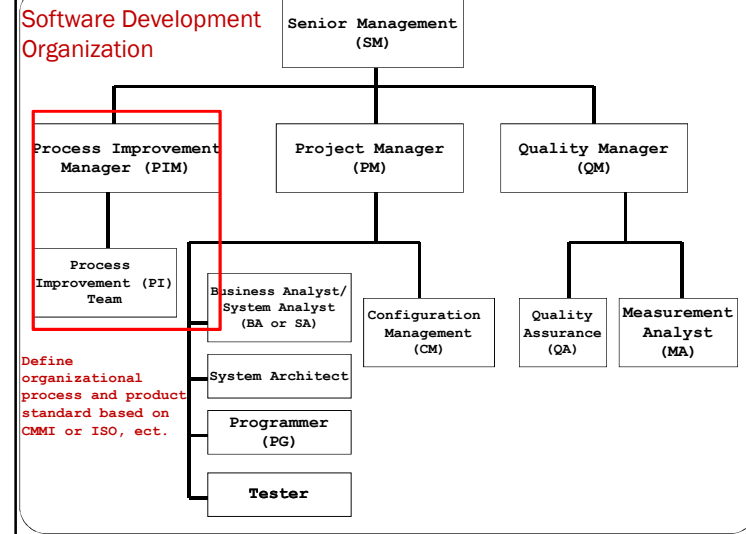 Software Development
Organization
Senior Management
(SM)
Process Improvement
Manager (PIM)
Project Manager
(PM)
Quality Manager
(QM)
Process
Improvement (PI)
Team
Business Analyst/
System Analyst
(BA or SA)
Configuration
Management
(CM)
Quality
Assurance
(QA)
Measurement
Analyst
(MA)
Define
organizational
process and product
standard based on
CMMI or ISO, ect.
System Architect
Programmer
(PG)
Tester